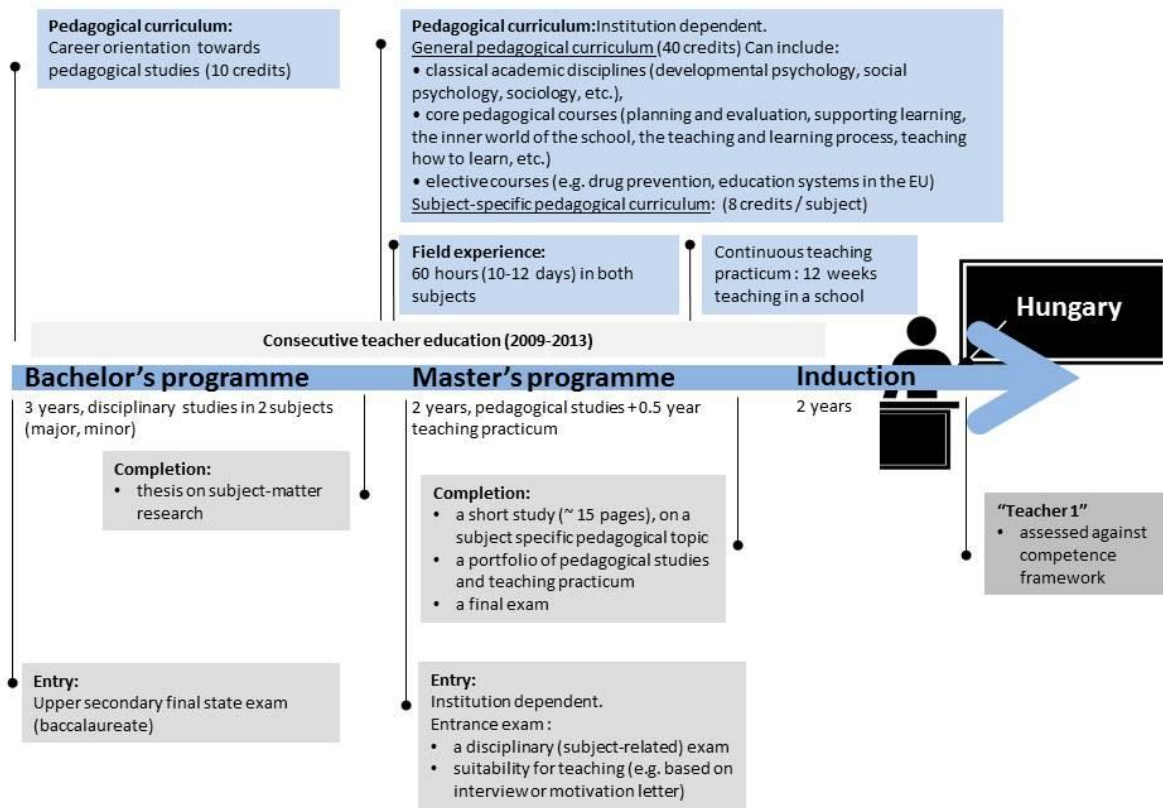 Pedagogical curriculum:
Career orientation towards
pedagogical studies (10 credits)
Pedagogical curriculum:Institution dependent.
General pedagogical curriculum (40 credits) Can include:
• classical academic disciplines (developmental psychology, social
psychology, sociology, etc.),
• core pedagogical courses (planning and evaluation, supporting learning,
the inner world of the school, the teaching and learning process, teaching
how to learn, etc.)
• elective courses (e.g. drug prevention, education systems in the EU)
Subject-specific pedagogical curriculum: (8 credits / subject)
Field experience:
60 hours (10-12 days) in both
subjects
Continuous teaching
practicum : 12 weeks
teaching in a school
Hungary
Consecutive teacher education (2009-2013)
Bachelor's programme
3 years, disciplinary studies in 2 subjects
(major, minor)
Master's programme
2 years, pedagogical studies + 0.5 year
teaching practicum
Induction
2 years
Completion:
• thesis on subject-matter
research
Completion:
• a short study (~ 15 pages), on a
subject specific pedagogical topic
• a portfolio of pedagogical studies
and teaching practicum
• a final exam
"Teacher 1"
• assessed against
competence
framework
Entry:
Upper secondary final state exam
(baccalaureate)
Entry:
Institution dependent.
Entrance exam :
• a disciplinary (subject-related) exam
• suitability for teaching (e.g. based on
interview or motivation letter)